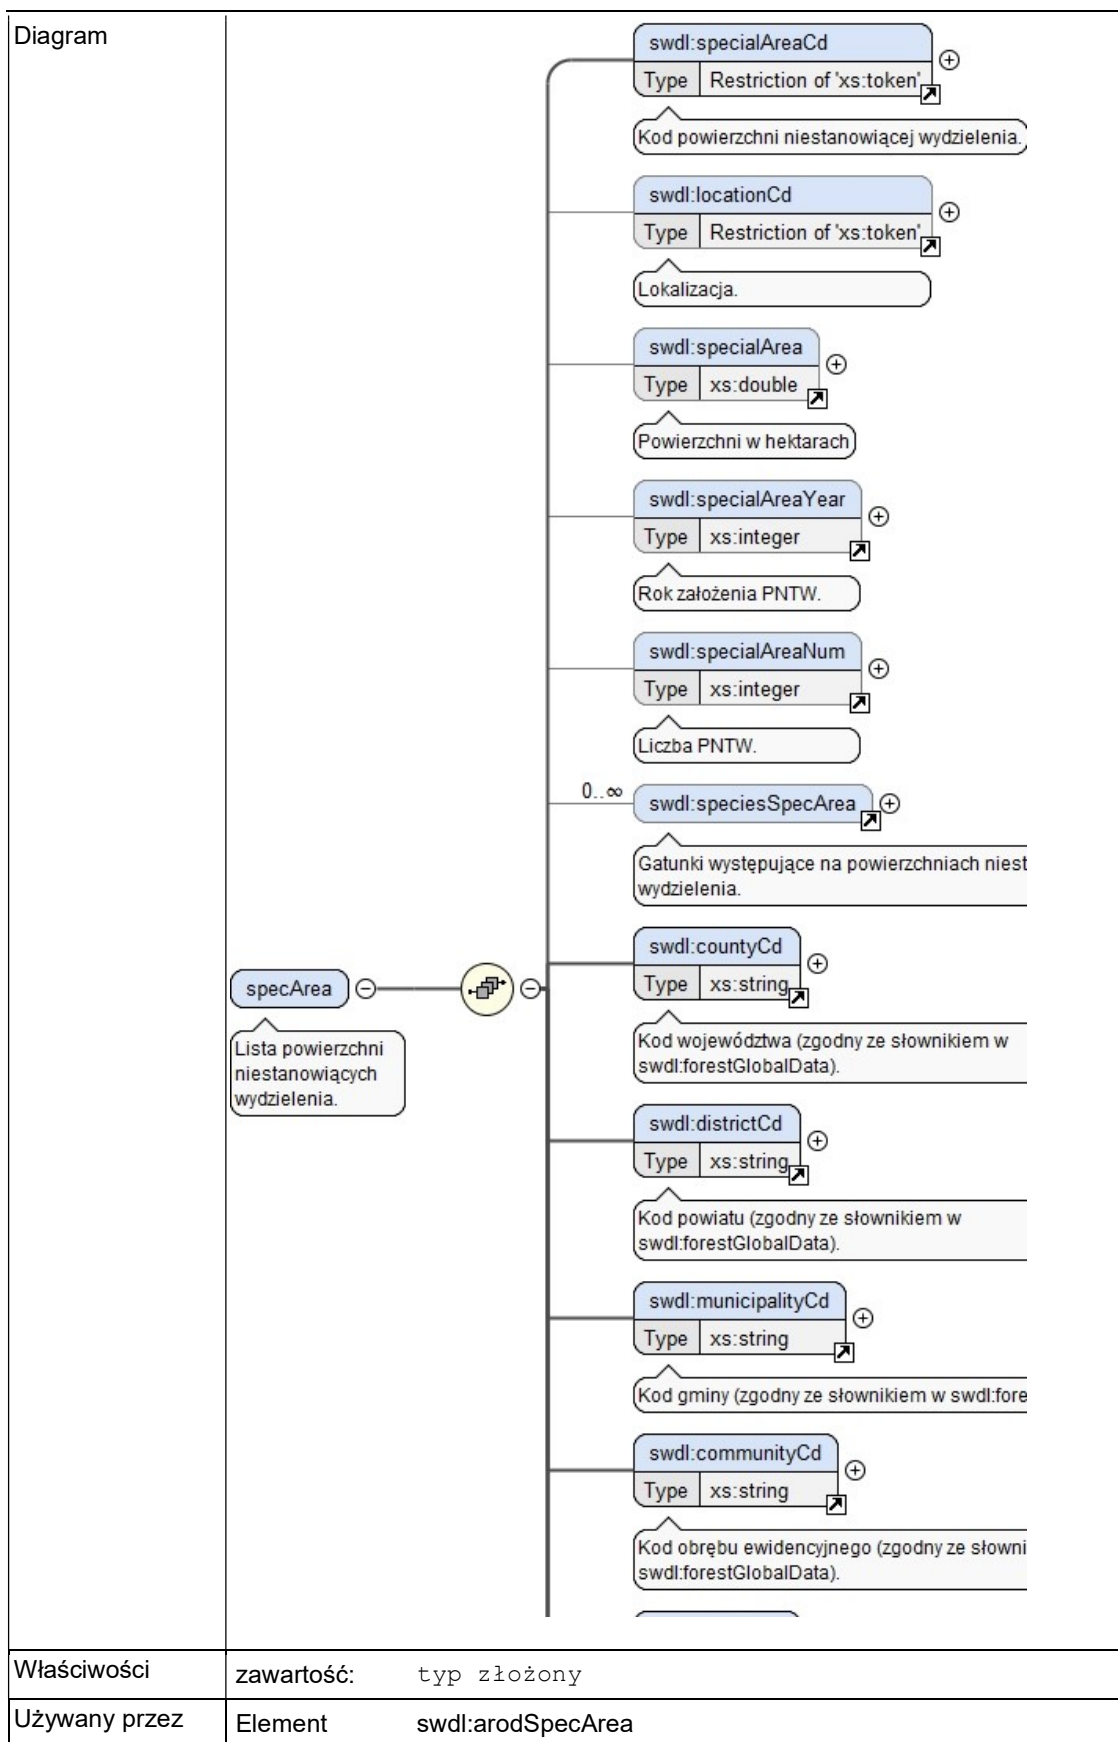 Diagram
swdl:specialAreaCd
Type Restriction of 'xs:token'
Kod powierzchni niestanowiącej wydzielenia.
swdl:locationCd
Type Restriction of 'xs:token'
Lokalizacja.
swdl:specialArea
Type xs:double
Powierzchni w hektarach
swdl:specialAreaYear
Type xs:integer
Rok założenia PNTW.
swdl:specialAreaNum
Type xs:integer
Liczba PNTW.
0..∞
swdl:speciesSpecArea
Gatunki występujące na powierzchniach niest
wydzielenia.
swdl:countyCd
Type xs:string
Kod województwa (zgodny ze słownikiem w
swdl:forestGlobalData).
specArea
Lista powierzchni
niestanowiących
wydzielenia.
swdl:districtCd
Type xs:string
Kod powiatu (zgodny ze słownikiem w
swdl:forestGlobalData).
swdl:municipalityCd
Type xs:string
Kod gminy (zgodny ze słownikiem w swdl:fore
swdl:communityCd
Type xs:string
Kod obrębu ewidencyjnego (zgodny ze słowni
swdl:forestGlobalData).
Właściwości zawartość: typ złożony
Używany przez Element swdl:arodSpecArea